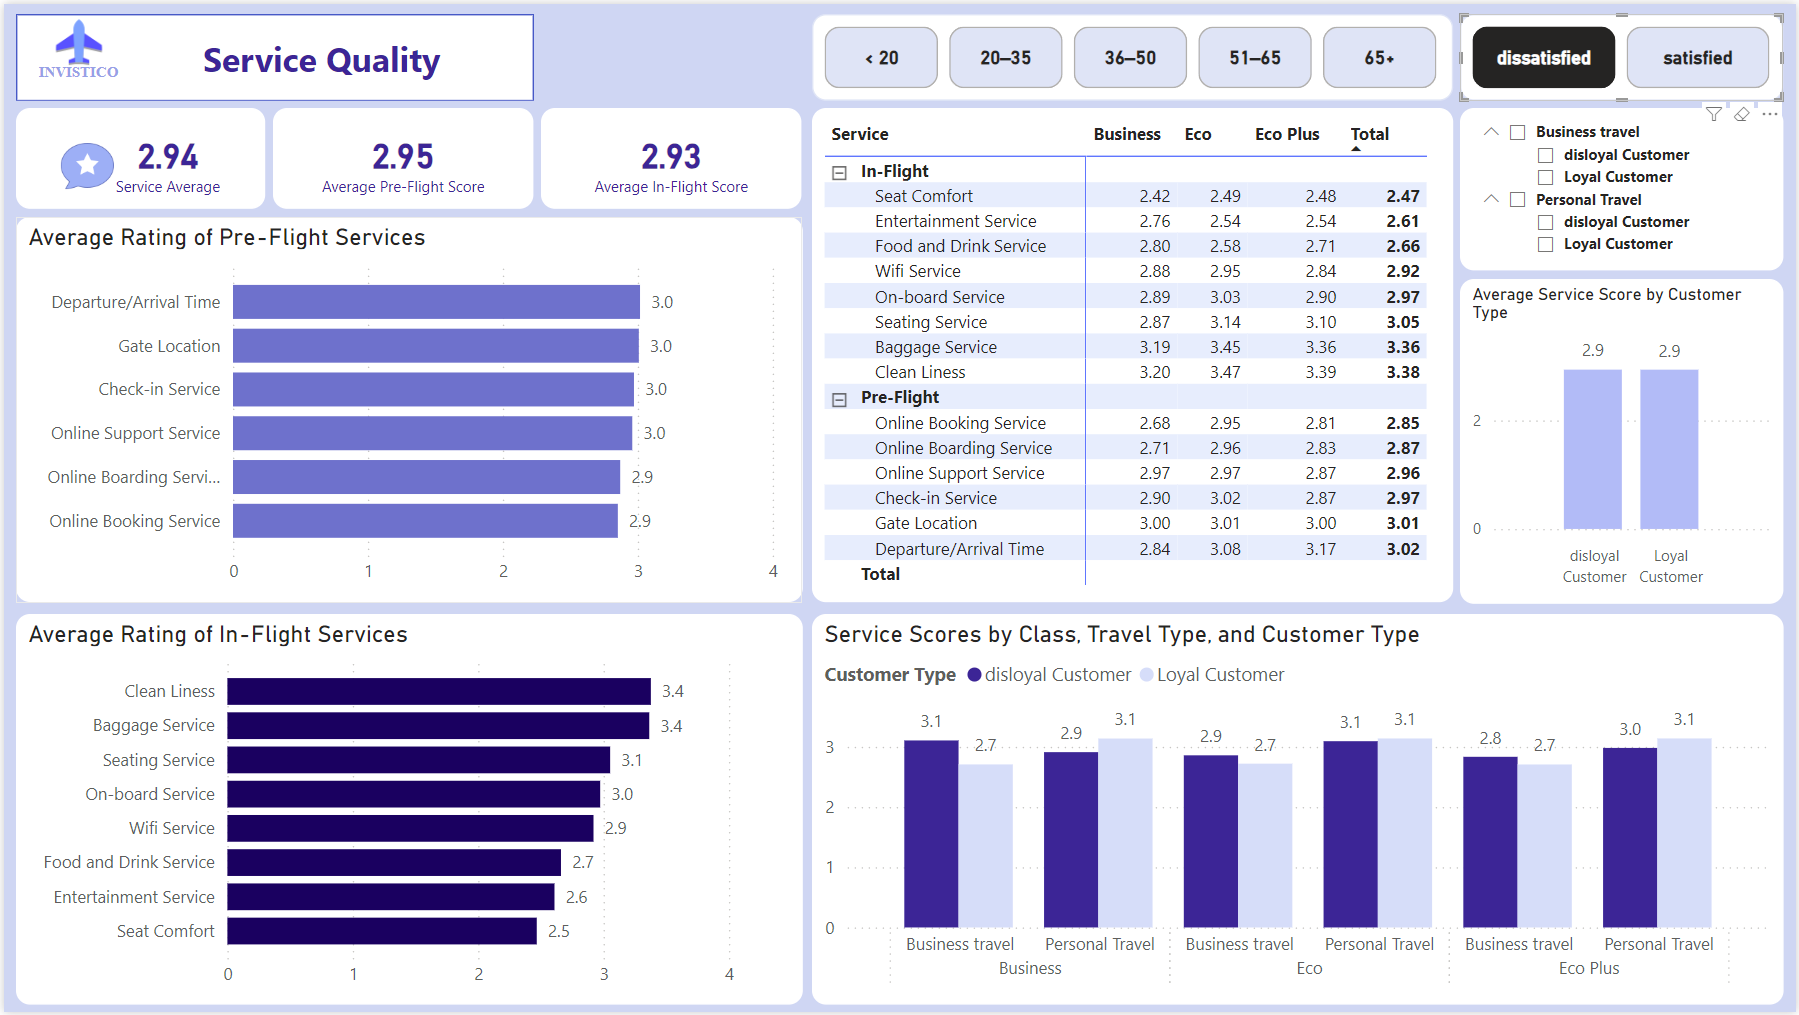 INVISTICO
Service Quality
< 20
20–35
36–50
51–65
65+
dissatisfied
satisfied
2.94
Service Average
2.95
Average Pre-Flight Score
2.93
Average In-Flight Score
Business travel
disloyal Customer
Loyal Customer
Personal Travel
disloyal Customer
Loyal Customer
Average Rating of Pre-Flight Services
Departure/Arrival Time 3.0
Gate Location 3.0
Check-in Service 3.0
Online Support Service 3.0
Online Boarding Servi... 2.9
Online Booking Service 2.9
0 1 2 3 4
Service Business Eco Eco Plus Total
In-Flight
Seat Comfort 2.42 2.49 2.48 2.47
Entertainment Service 2.76 2.54 2.54 2.61
Food and Drink Service 2.80 2.58 2.71 2.66
Wifi Service 2.88 2.95 2.84 2.92
On-board Service 2.89 3.03 2.90 2.97
Seating Service 2.87 3.14 3.10 3.05
Baggage Service 3.19 3.45 3.36 3.36
Clean Liness 3.20 3.47 3.39 3.38
Pre-Flight
Online Booking Service 2.68 2.95 2.81 2.85
Online Boarding Service 2.71 2.96 2.83 2.87
Online Support Service 2.97 2.97 2.87 2.96
Check-in Service 2.90 3.02 2.87 2.97
Gate Location 3.00 3.01 3.00 3.01
Departure/Arrival Time 2.84 3.08 3.17 3.02
Total
Average Service Score by Customer
Type
2.9 2.9
2
0
disloyal Loyal
Customer Customer
Average Rating of In-Flight Services
Clean Liness 3.4
Baggage Service 3.4
Seating Service 3.1
On-board Service 3.0
Wifi Service 2.9
Food and Drink Service 2.7
Entertainment Service 2.6
Seat Comfort 2.5
0 1 2 3 4
Service Scores by Class, Travel Type, and Customer Type
Customer Type disloyal Customer Loyal Customer
3.1 2.7 2.9 3.1 2.9 2.7 3.1 3.1 2.8 2.7 3.0 3.1
3
2
1
0
Business travel Personal Travel Business travel Personal Travel Business travel Personal Travel
Business Eco Eco Plus